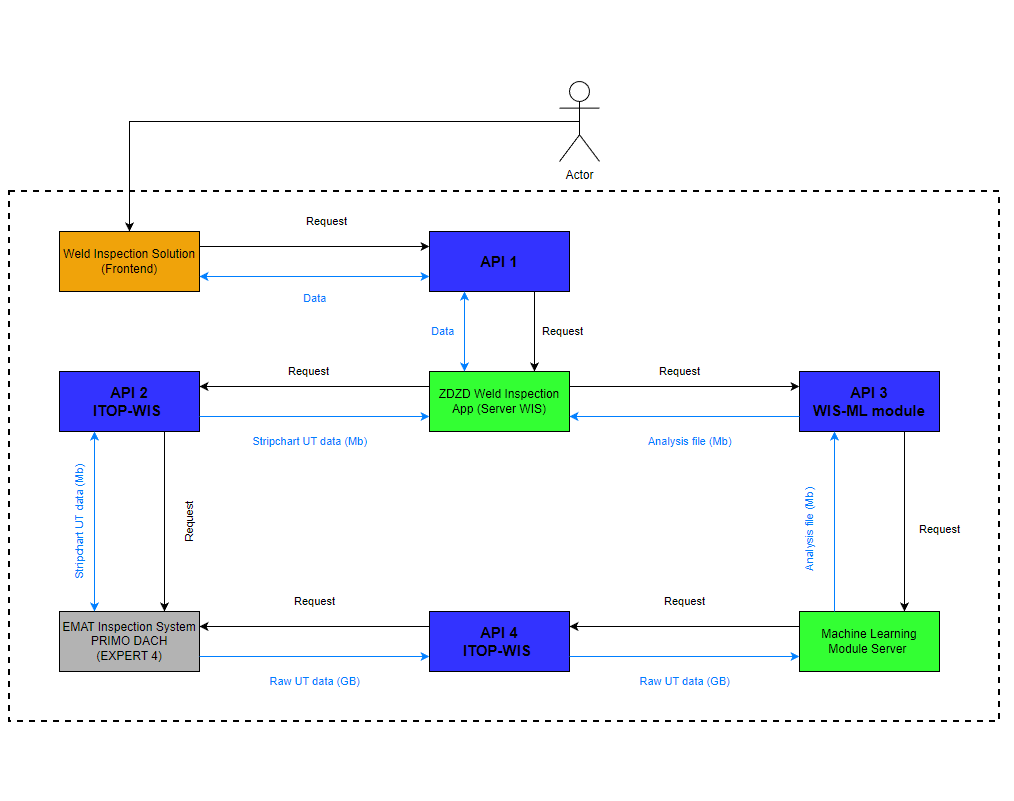 Actor
Request
Weld Inspection Solution
(Frontend)
API 1
Data
Data
Request
Request
Request
API 2
ITOP-WIS
ZDZD Weld Inspection
App (Server WIS)
API 3
WIS-ML module
Stripchart UT data (Mb)
Analysis file (Mb)
Stripchart UT data (Mb)
Request
Analysis file (Mb)
Request
Request
Request
EMAT Inspection System
PRIMO DACH
(EXPERT 4)
API 4
ITOP-WIS
Machine Learning
Module Server
Raw UT data (GB)
Raw UT data (GB)